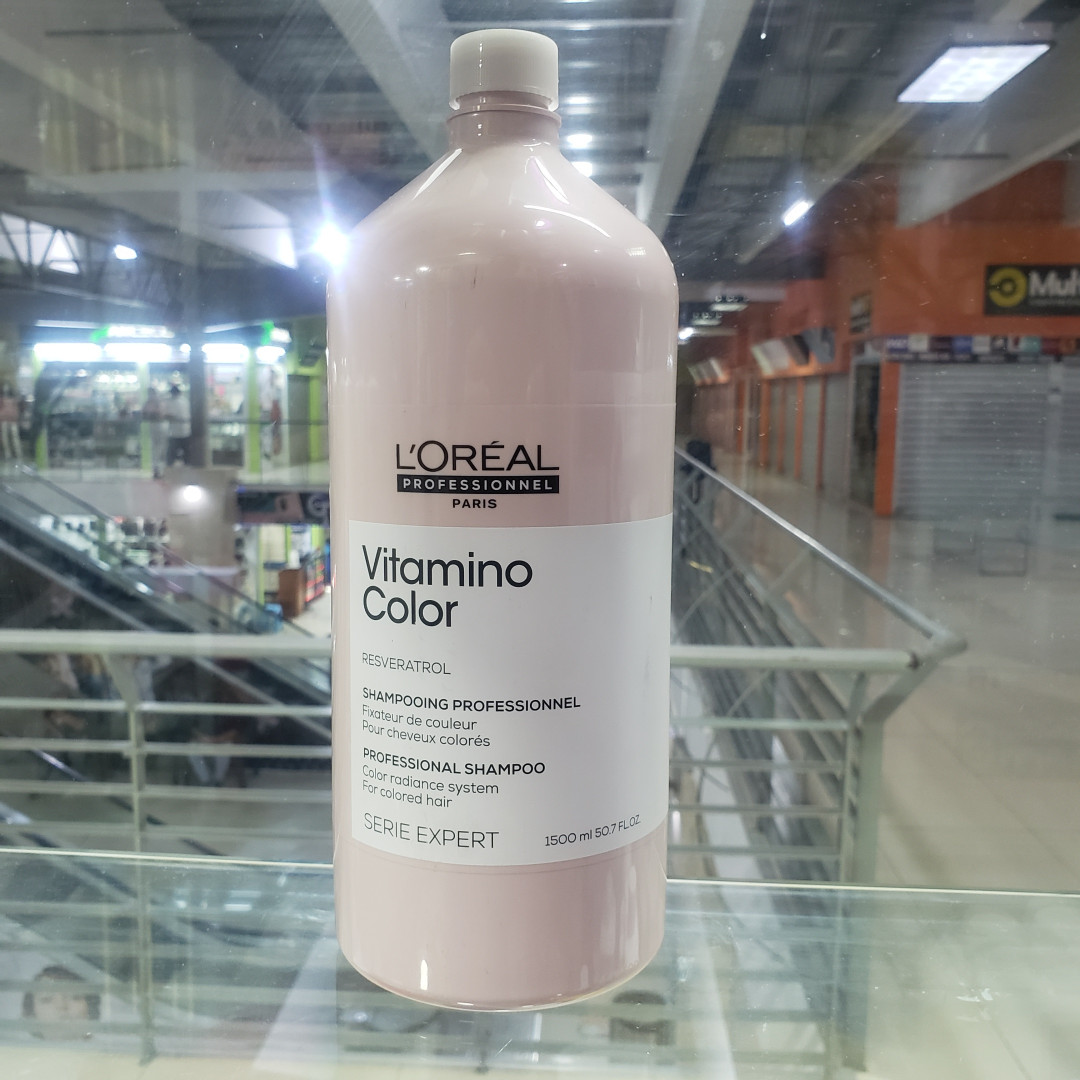 L'ORÉAL
PROFESSIONNEL
PARIS
Vitamino
Color
RESVERATROL
SHAMPOOING PROFESSIONNEL
Fixateur de couleur
Pour cheveux colorés
PROFESSIONAL SHAMPOO
Color radiance system
For colored hair
SERIE EXPERT
1500 ml 50.7 FL.OZ.
Mul